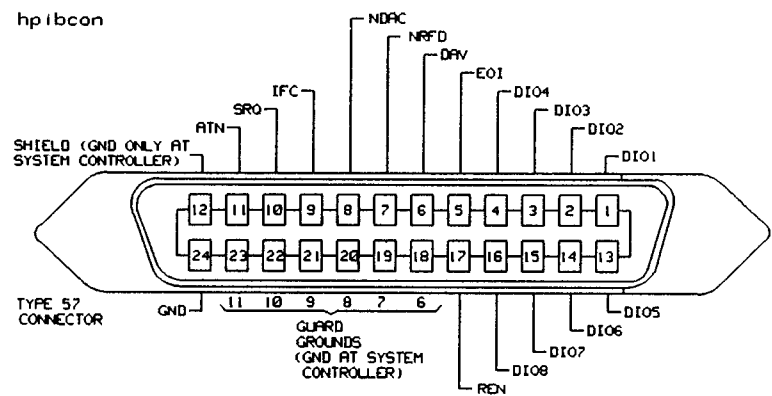 hpibcon
NDAC
NRFD
DAV
EOI
IFC
DIO4
SRQ
DIO3
ATN
DIO2
SHIELD (GND ONLY AT
SYSTEM CONTROLLER)
DIO1
12 11 10 9 8 7 6 5 4 3 2 1
24 23 22 21 20 19 18 17 16 15 14 13
TYPE 57
CONNECTOR
GND
11 10 9 8 7 6
DIO5
GUARD
GROUNDS
(GND AT SYSTEM
CONTROLLER)
DIO6
DIO7
DIO8
REN